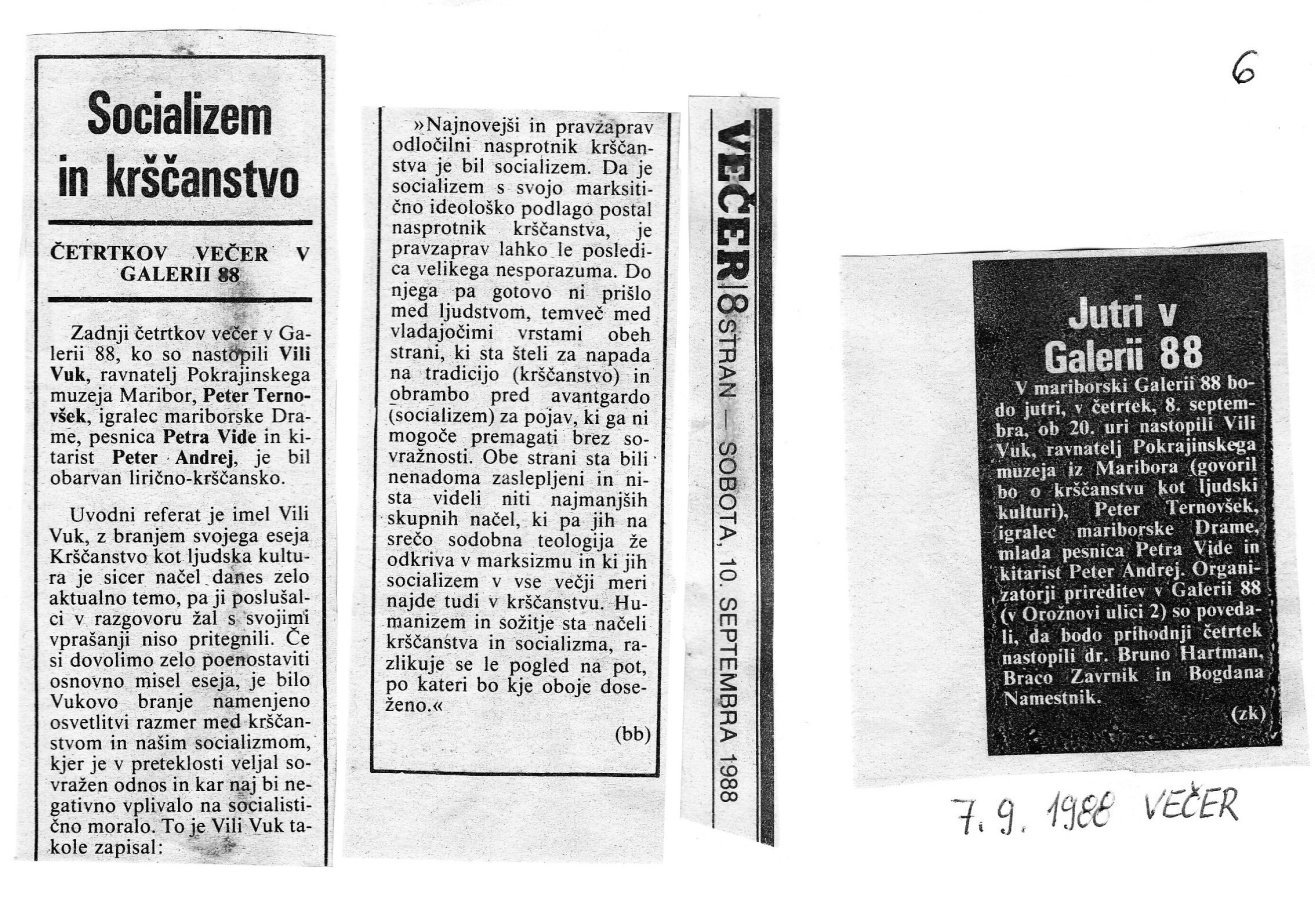 6
Socializem
in krščanstvo
ČETRTKOV VEČER V
GALERII 88
Zadnji četrtkov večer v Ga-
lerii 88, ko so nastopili Vili
Vuk, ravnatelj Pokrajinskega
muzeja Maribor, Peter Terno-
všek, igralec mariborske Dra-
me, pesnica Petra Vide in ki-
tarist Peter Andrej, je bil
obarvan lirično-krščansko.
Uvodni referat je imel Vili
Vuk, z branjem svojega eseja
Krščanstvo kot ljudska kultu-
ra je sicer načel danes zelo
aktualno temo, pa ji poslušal-
ci v razgovoru žal s svojimi
vprašanji niso pritegnili. Če
si dovolimo zelo poenostaviti
osnovno misel eseja, je bilo
Vukovo branje namenjeno
osvetlitvi razmer med krščan-
stvom in našim socializmom,
kjer je v preteklosti veljal so-
vražen odnos in kar naj bi ne-
gativno vplivalo na socialisti-
čno moralo. To je Vili Vuk ta-
kole zapisal:
»Najnovejši in pravzaprav
odločilni nasprotnik krščan-
stva je bil socializem. Da je
socializem s svojo marksiti-
čno ideološko podlago postal
nasprotnik krščanstva, je
pravzaprav lahko le posledi-
ca velikega nesporazuma. Do
njega pa gotovo ni prišlo
med ljudstvom, temveč med
vladajočimi vrstami obeh
strani, ki sta šteli za napada
na tradicijo (krščanstvo) in
obrambo pred avantgardo
(socializem) za pojav, ki ga ni
mogoče premagati brez so-
vražnosti. Obe strani sta bili
nenadoma zaslepljeni in ni-
sta videli niti najmanjših
skupnih načel, ki pa jih na
srečo sodobna teologija že
odkriva v marksizmu in ki jih
socializem v vse večji meri
najde tudi v krščanstvu. Hu-
manizem in sožitje sta načeli
krščanstva in socializma, ra-
zlikuje se le pogled na pot,
po kateri bo kje oboje dose-
ženo.«
(bb)
VEČER 8 STRAN — SOBOTA, 10. SEPTEMBRA 1988
Jutri v
Galerii 88
V mariborski Galerii 88 bo-
do jutri, v četrtek, 8. septem-
bra, ob 20. uri nastopili Vili
Vuk, ravnatelj Pokrajinskega
muzeja iz Maribora (govoril
bo o krščanstvu kot ljudski
kulturi), Peter Ternovšek,
igralec mariborske Drame,
mlada pesnica Petra Vide in
kitarist Peter Andrej. Organi-
zatorji prireditev v Galerii 88
(v Orožnovi ulici 2) so poveda-
li, da bodo prihodnji četrtek
nastopili dr. Bruno Hartman,
Braco Zavrnik in Bogdana
Namestnik.
(zk)
7. 9. 1988 VEČER